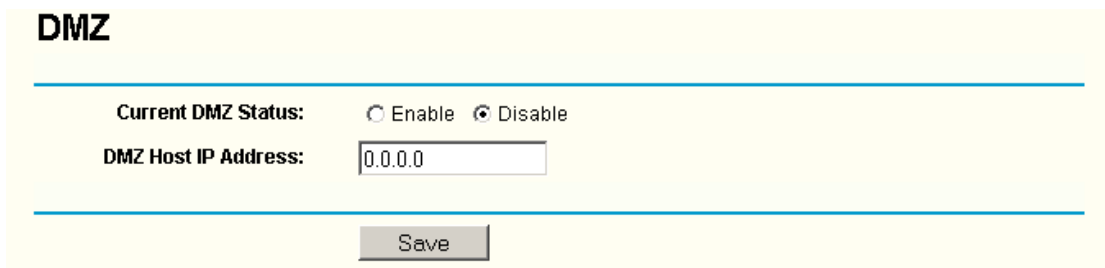 DMZ
Current DMZ Status: Enable Disable
DMZ Host IP Address: 0.0.0.0
Save